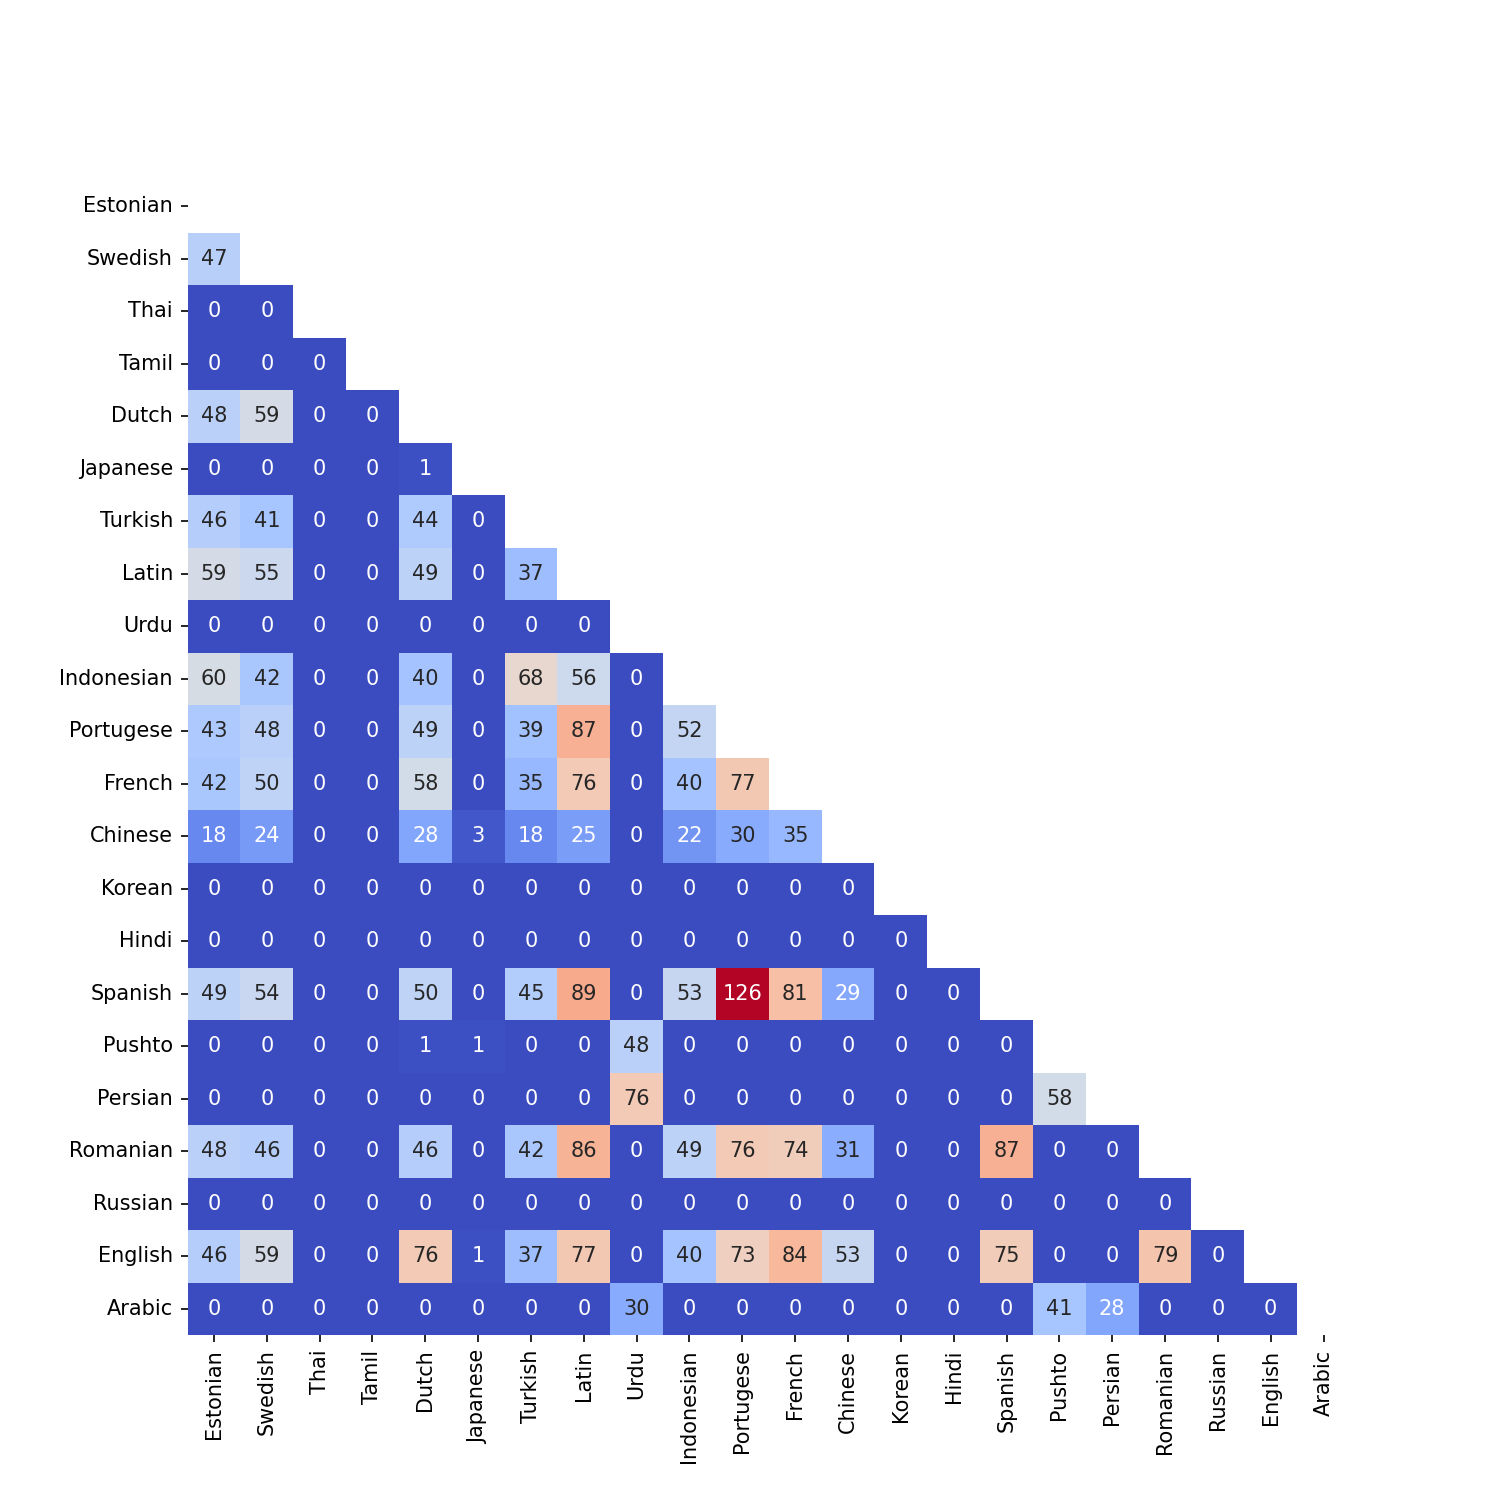 Estonian
Swedish 47
Thai 0 0
Tamil 0 0 0
Dutch 48 59 0 0
Japanese 0 0 0 0 1
Turkish 46 41 0 0 44 0
Latin 59 55 0 0 49 0 37
Urdu 0 0 0 0 0 0 0 0
Indonesian 60 42 0 0 40 0 68 56 0
Portugese 43 48 0 0 49 0 39 87 0 52
French 42 50 0 0 58 0 35 76 0 40 77
Chinese 18 24 0 0 28 3 18 25 0 22 30 35
Korean 0 0 0 0 0 0 0 0 0 0 0 0 0
Hindi 0 0 0 0 0 0 0 0 0 0 0 0 0 0
Spanish 49 54 0 0 50 0 45 89 0 53 126 81 29 0 0
Pushto 0 0 0 0 1 1 0 0 48 0 0 0 0 0 0 0
Persian 0 0 0 0 0 0 0 0 76 0 0 0 0 0 0 0 58
Romanian 48 46 0 0 46 0 42 86 0 49 76 74 31 0 0 87 0 0
Russian 0 0 0 0 0 0 0 0 0 0 0 0 0 0 0 0 0 0 0
English 46 59 0 0 76 1 37 77 0 40 73 84 53 0 0 75 0 0 79 0
Arabic 0 0 0 0 0 0 0 0 30 0 0 0 0 0 0 0 41 28 0 0 0
Estonian Swedish Thai Tamil Dutch Japanese Turkish Latin Urdu Indonesian Portugese French Chinese Korean Hindi Spanish Pushto Persian Romanian Russian English Arabic